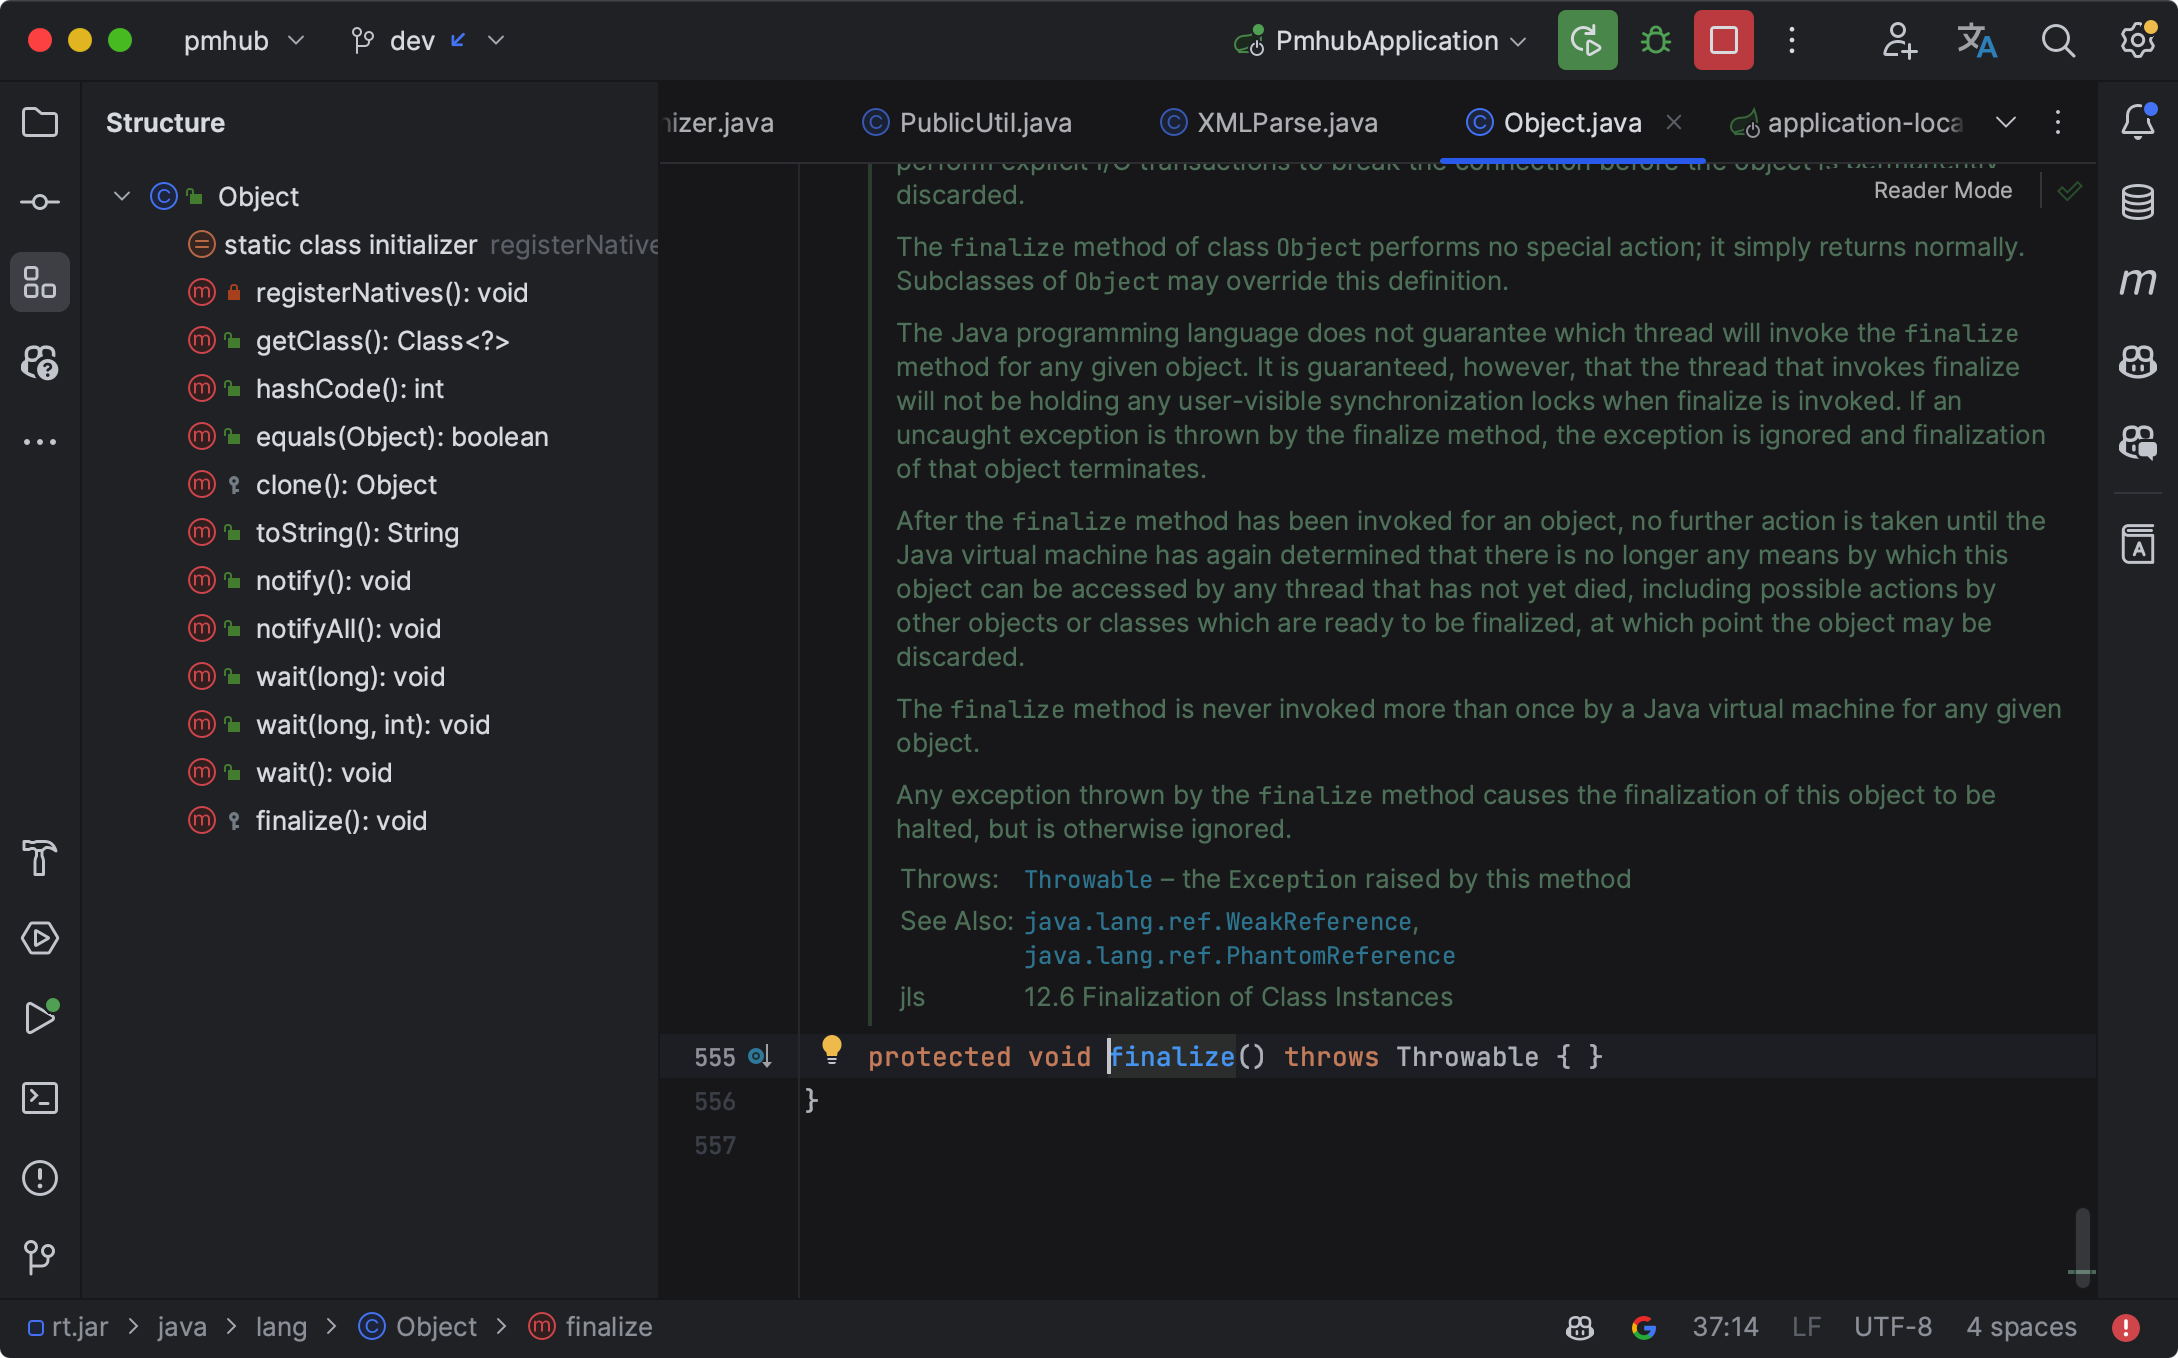 pmhub
dev
PmhubApplication
Structure
nizer.java
PublicUtil.java
XMLParse.java
Object.java
application-loca
Reader Mode
Object
static class initializer registerNative
registerNatives(): void
getClass(): Class<?>
hashCode(): int
equals(Object): boolean
clone(): Object
toString(): String
notify(): void
notifyAll(): void
wait(long): void
wait(long, int): void
wait(): void
finalize(): void
perform explicit I/O transactions to break the connection before the object is permanently
discarded.
The finalize method of class Object performs no special action; it simply returns normally.
Subclasses of Object may override this definition.
The Java programming language does not guarantee which thread will invoke the finalize
method for any given object. It is guaranteed, however, that the thread that invokes finalize
will not be holding any user-visible synchronization locks when finalize is invoked. If an
uncaught exception is thrown by the finalize method, the exception is ignored and finalization
of that object terminates.
After the finalize method has been invoked for an object, no further action is taken until the
Java virtual machine has again determined that there is no longer any means by which this
object can be accessed by any thread that has not yet died, including possible actions by
other objects or classes which are ready to be finalized, at which point the object may be
discarded.
The finalize method is never invoked more than once by a Java virtual machine for any given
object.
Any exception thrown by the finalize method causes the finalization of this object to be
halted, but is otherwise ignored.
Throws: Throwable – the Exception raised by this method
See Also: java.lang.ref.WeakReference,
java.lang.ref.PhantomReference
jls 12.6 Finalization of Class Instances
555 protected void finalize() throws Throwable { }
556 }
557
rt.jar > java > lang > Object > finalize
37:14 LF UTF-8 4 spaces